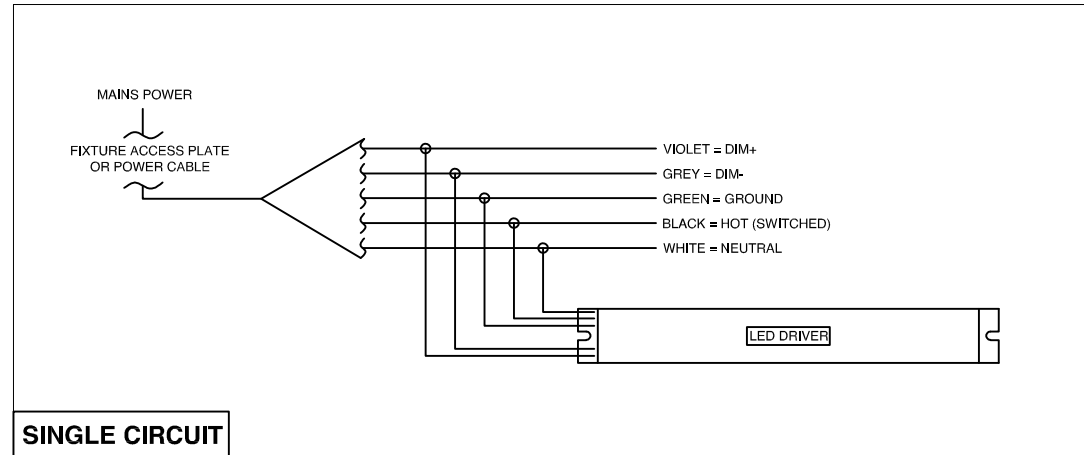 MAINS POWER
FIXTURE ACCESS PLATE
OR POWER CABLE
VIOLET = DIM+
GREY = DIM-
GREEN = GROUND
BLACK = HOT (SWITCHED)
WHITE = NEUTRAL
LED DRIVER
SINGLE CIRCUIT